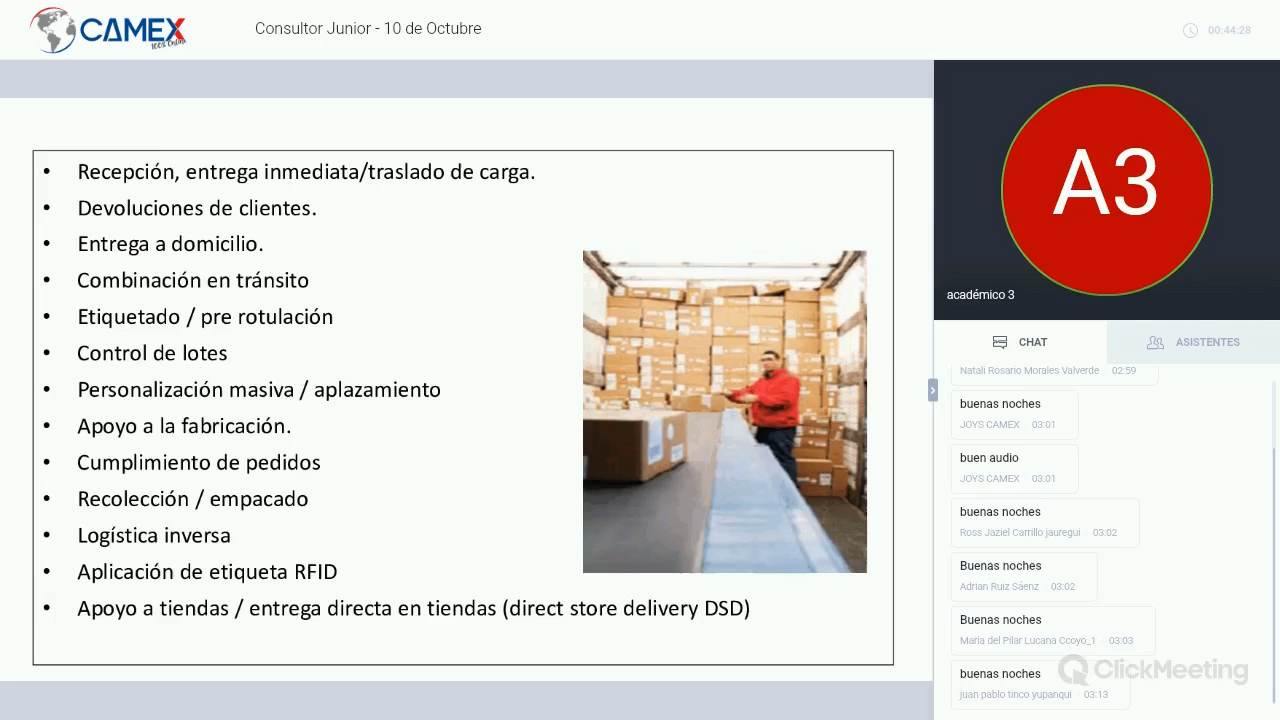 CAMEX
100% Online
Consultor Junior - 10 de Octubre
00:44:28
• Recepción, entrega inmediata/traslado de carga.
• Devoluciones de clientes.
• Entrega a domicilio.
• Combinación en tránsito
• Etiquetado / pre rotulación
• Control de lotes
• Personalización masiva / aplazamiento
• Apoyo a la fabricación.
• Cumplimiento de pedidos
• Recolección / empacado
• Logística inversa
• Aplicación de etiqueta RFID
• Apoyo a tiendas / entrega directa en tiendas (direct store delivery DSD)
A3
académico 3
CHAT
ASISTENTES
Natali Rosario Morales Valverde 02:59
buenas noches
JOYS CAMEX 03:01
buen audio
JOYS CAMEX 03:01
buenas noches
Ross Jaziel Carrillo jauregui 03:02
Buenas noches
Adrian Ruiz Sáenz 03:02
Buenas noches
Maria del Pilar Lucana Ccoyo_1 03:03
buenas noches
juan pablo tinco yupanqui 03:13
ClickMeeting